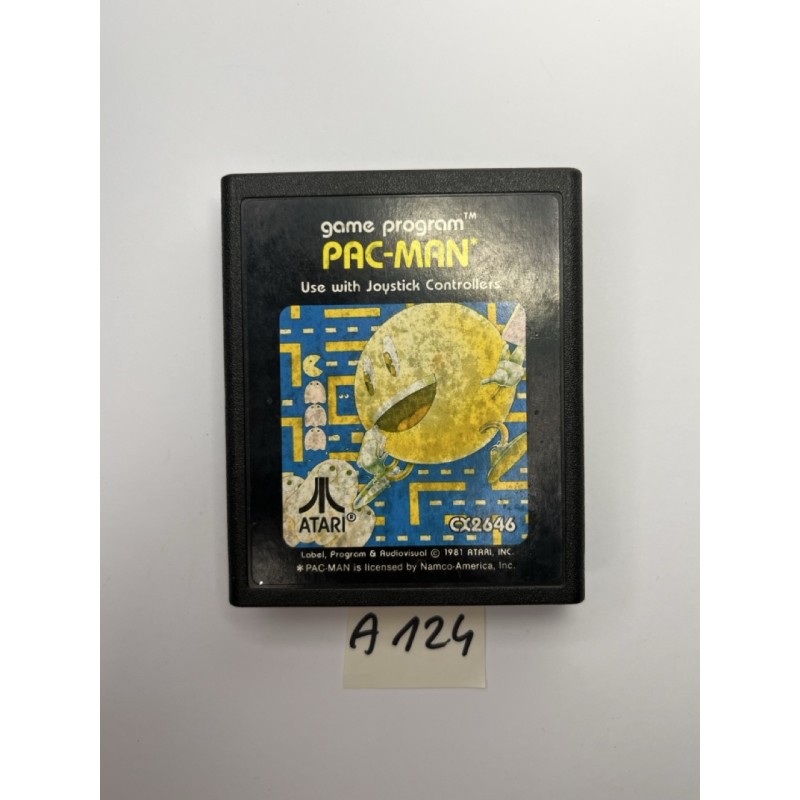 game program™
PAC-MAN*
Use with Joystick Controllers
ATARI®
CX2646
Label, Program & Audiovisual © 1981 ATARI, INC.
* PAC-MAN is licensed by Namco-America, Inc.
A 124